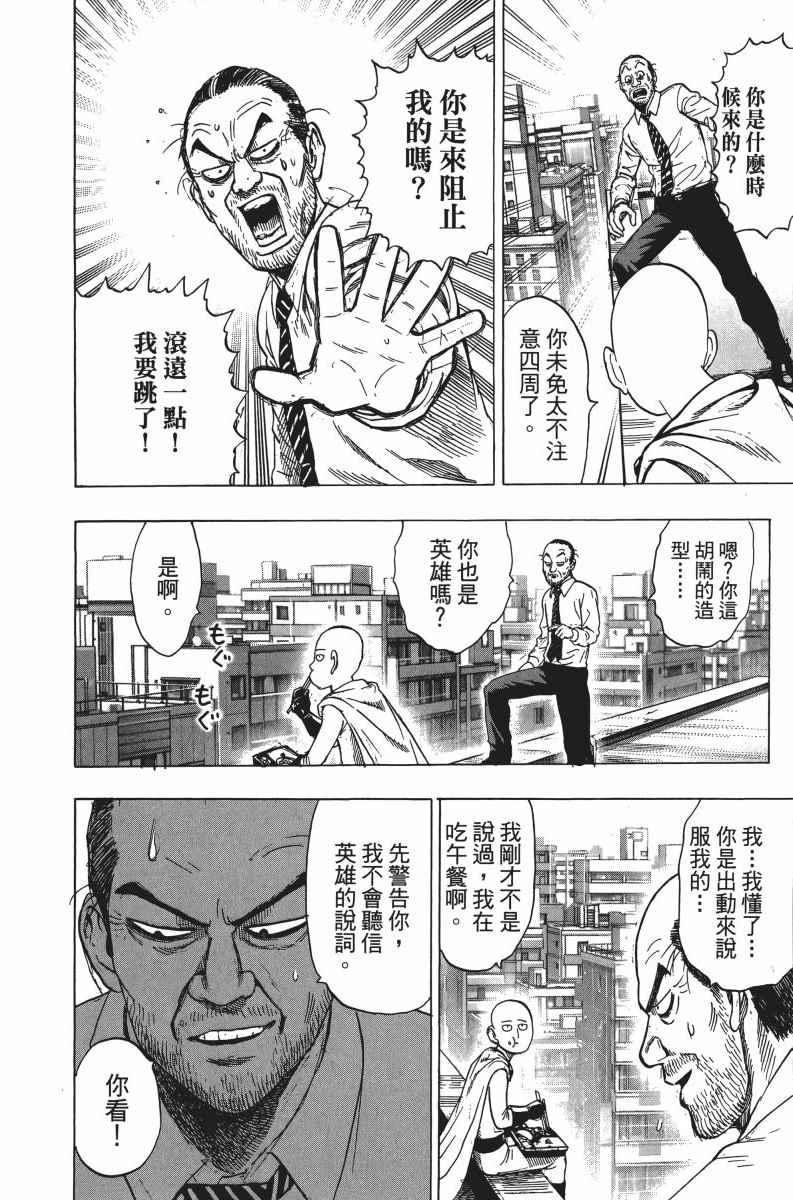 你是什麼時
候來的？
你未免太不注
意四周了。
你是來阻止
我的嗎？
滾遠一點！
我要跳了！
嗯？你這
胡鬧的造
型……
你也是
英雄嗎？
是啊。
もぐ
もぐ
我…我懂了…
你是出動來說
服我的…
我剛才不是
說過，我在
吃午餐啊。
先警告你，
我不會聽信
英雄的說詞。
你看！